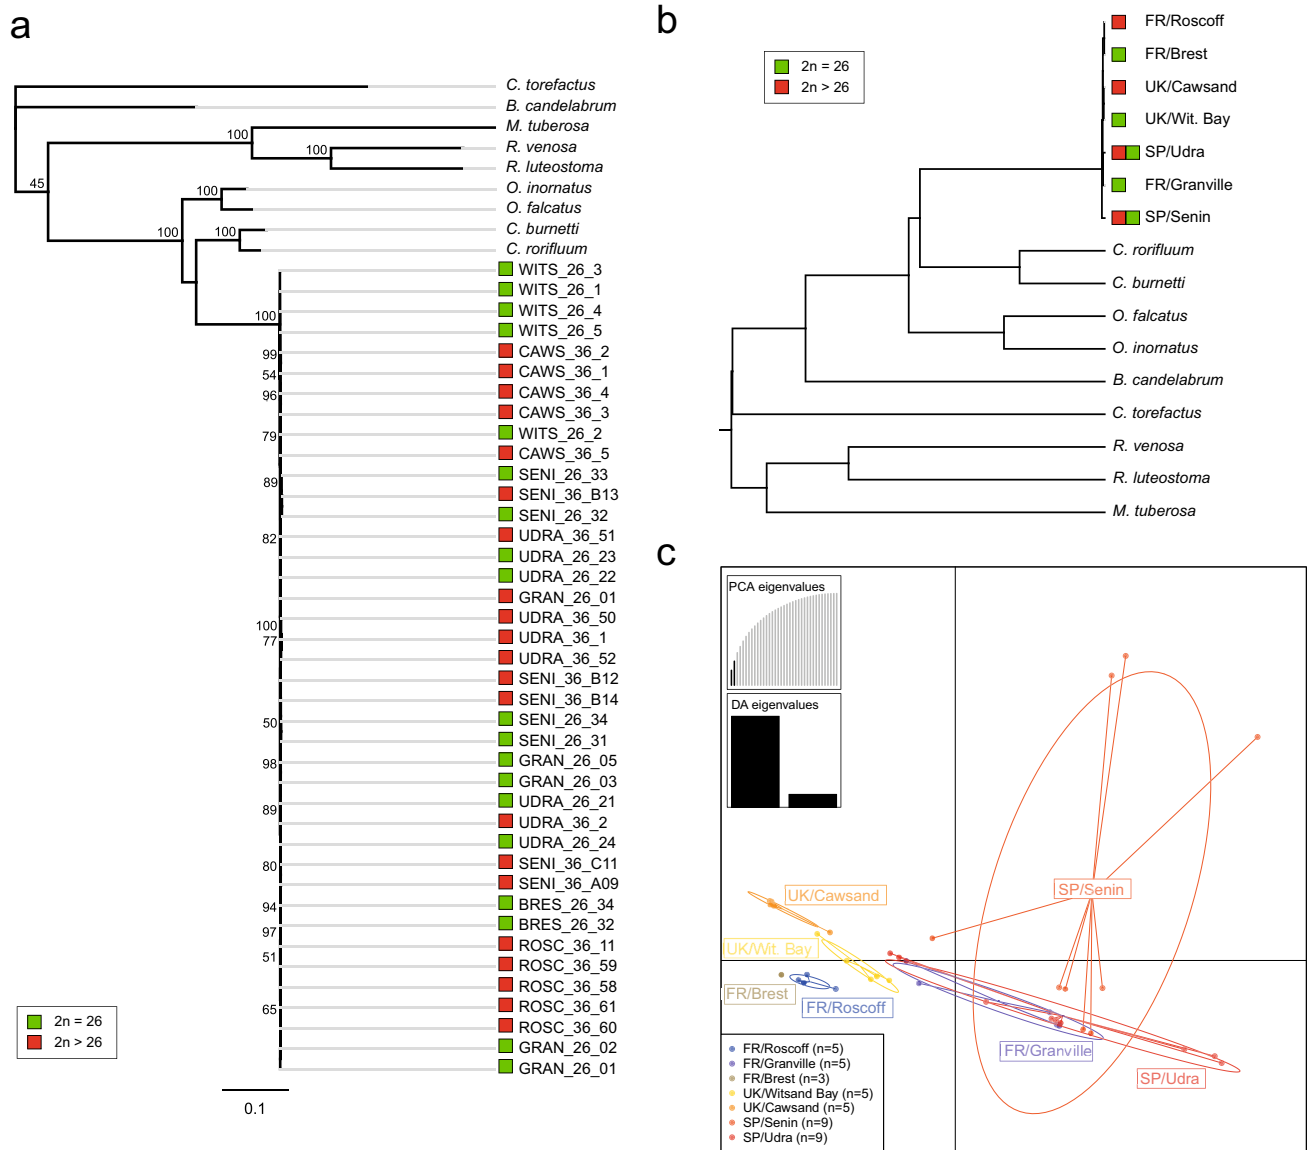 a
C. torefactus
B. candelabrum
M. tuberosa
R. venosa
R. luteostoma
O. inornatus
O. falcatus
C. burnetti
C. rorifluum
WITS_26_3
WITS_26_1
WITS_26_4
WITS_26_5
CAWS_36_2
CAWS_36_1
CAWS_36_4
CAWS_36_3
WITS_26_2
CAWS_36_5
SENI_26_33
SENI_36_B13
SENI_26_32
UDRA_36_51
UDRA_26_23
UDRA_26_22
GRAN_26_01
UDRA_36_50
UDRA_36_1
UDRA_36_52
SENI_36_B12
SENI_36_B14
SENI_26_34
SENI_26_31
GRAN_26_05
GRAN_26_03
UDRA_26_21
UDRA_36_2
UDRA_26_24
SENI_36_C11
SENI_36_A09
BRES_26_34
BRES_26_32
ROSC_36_11
ROSC_36_59
ROSC_36_58
ROSC_36_61
ROSC_36_60
GRAN_26_02
GRAN_26_01
100
100
45
100
100
100
100
99
54
96
79
89
82
100
77
50
98
89
80
94
97
51
65
2n = 26
2n > 26
0.1
b
2n = 26
2n > 26
FR/Roscoff
FR/Brest
UK/Cawsand
UK/Wit. Bay
SP/Udra
FR/Granville
SP/Senin
C. rorifluum
C. burnetti
O. falcatus
O. inornatus
B. candelabrum
C. torefactus
R. venosa
R. luteostoma
M. tuberosa
c
PCA eigenvalues
DA eigenvalues
UK/Cawsand
SP/Senin
UK/Wit. Bay
FR/Brest
FR/Roscoff
FR/Granville
SP/Udra
FR/Roscoff (n=5)
FR/Granville (n=5)
FR/Brest (n=3)
UK/Witsand Bay (n=5)
UK/Cawsand (n=5)
SP/Senin (n=9)
SP/Udra (n=9)